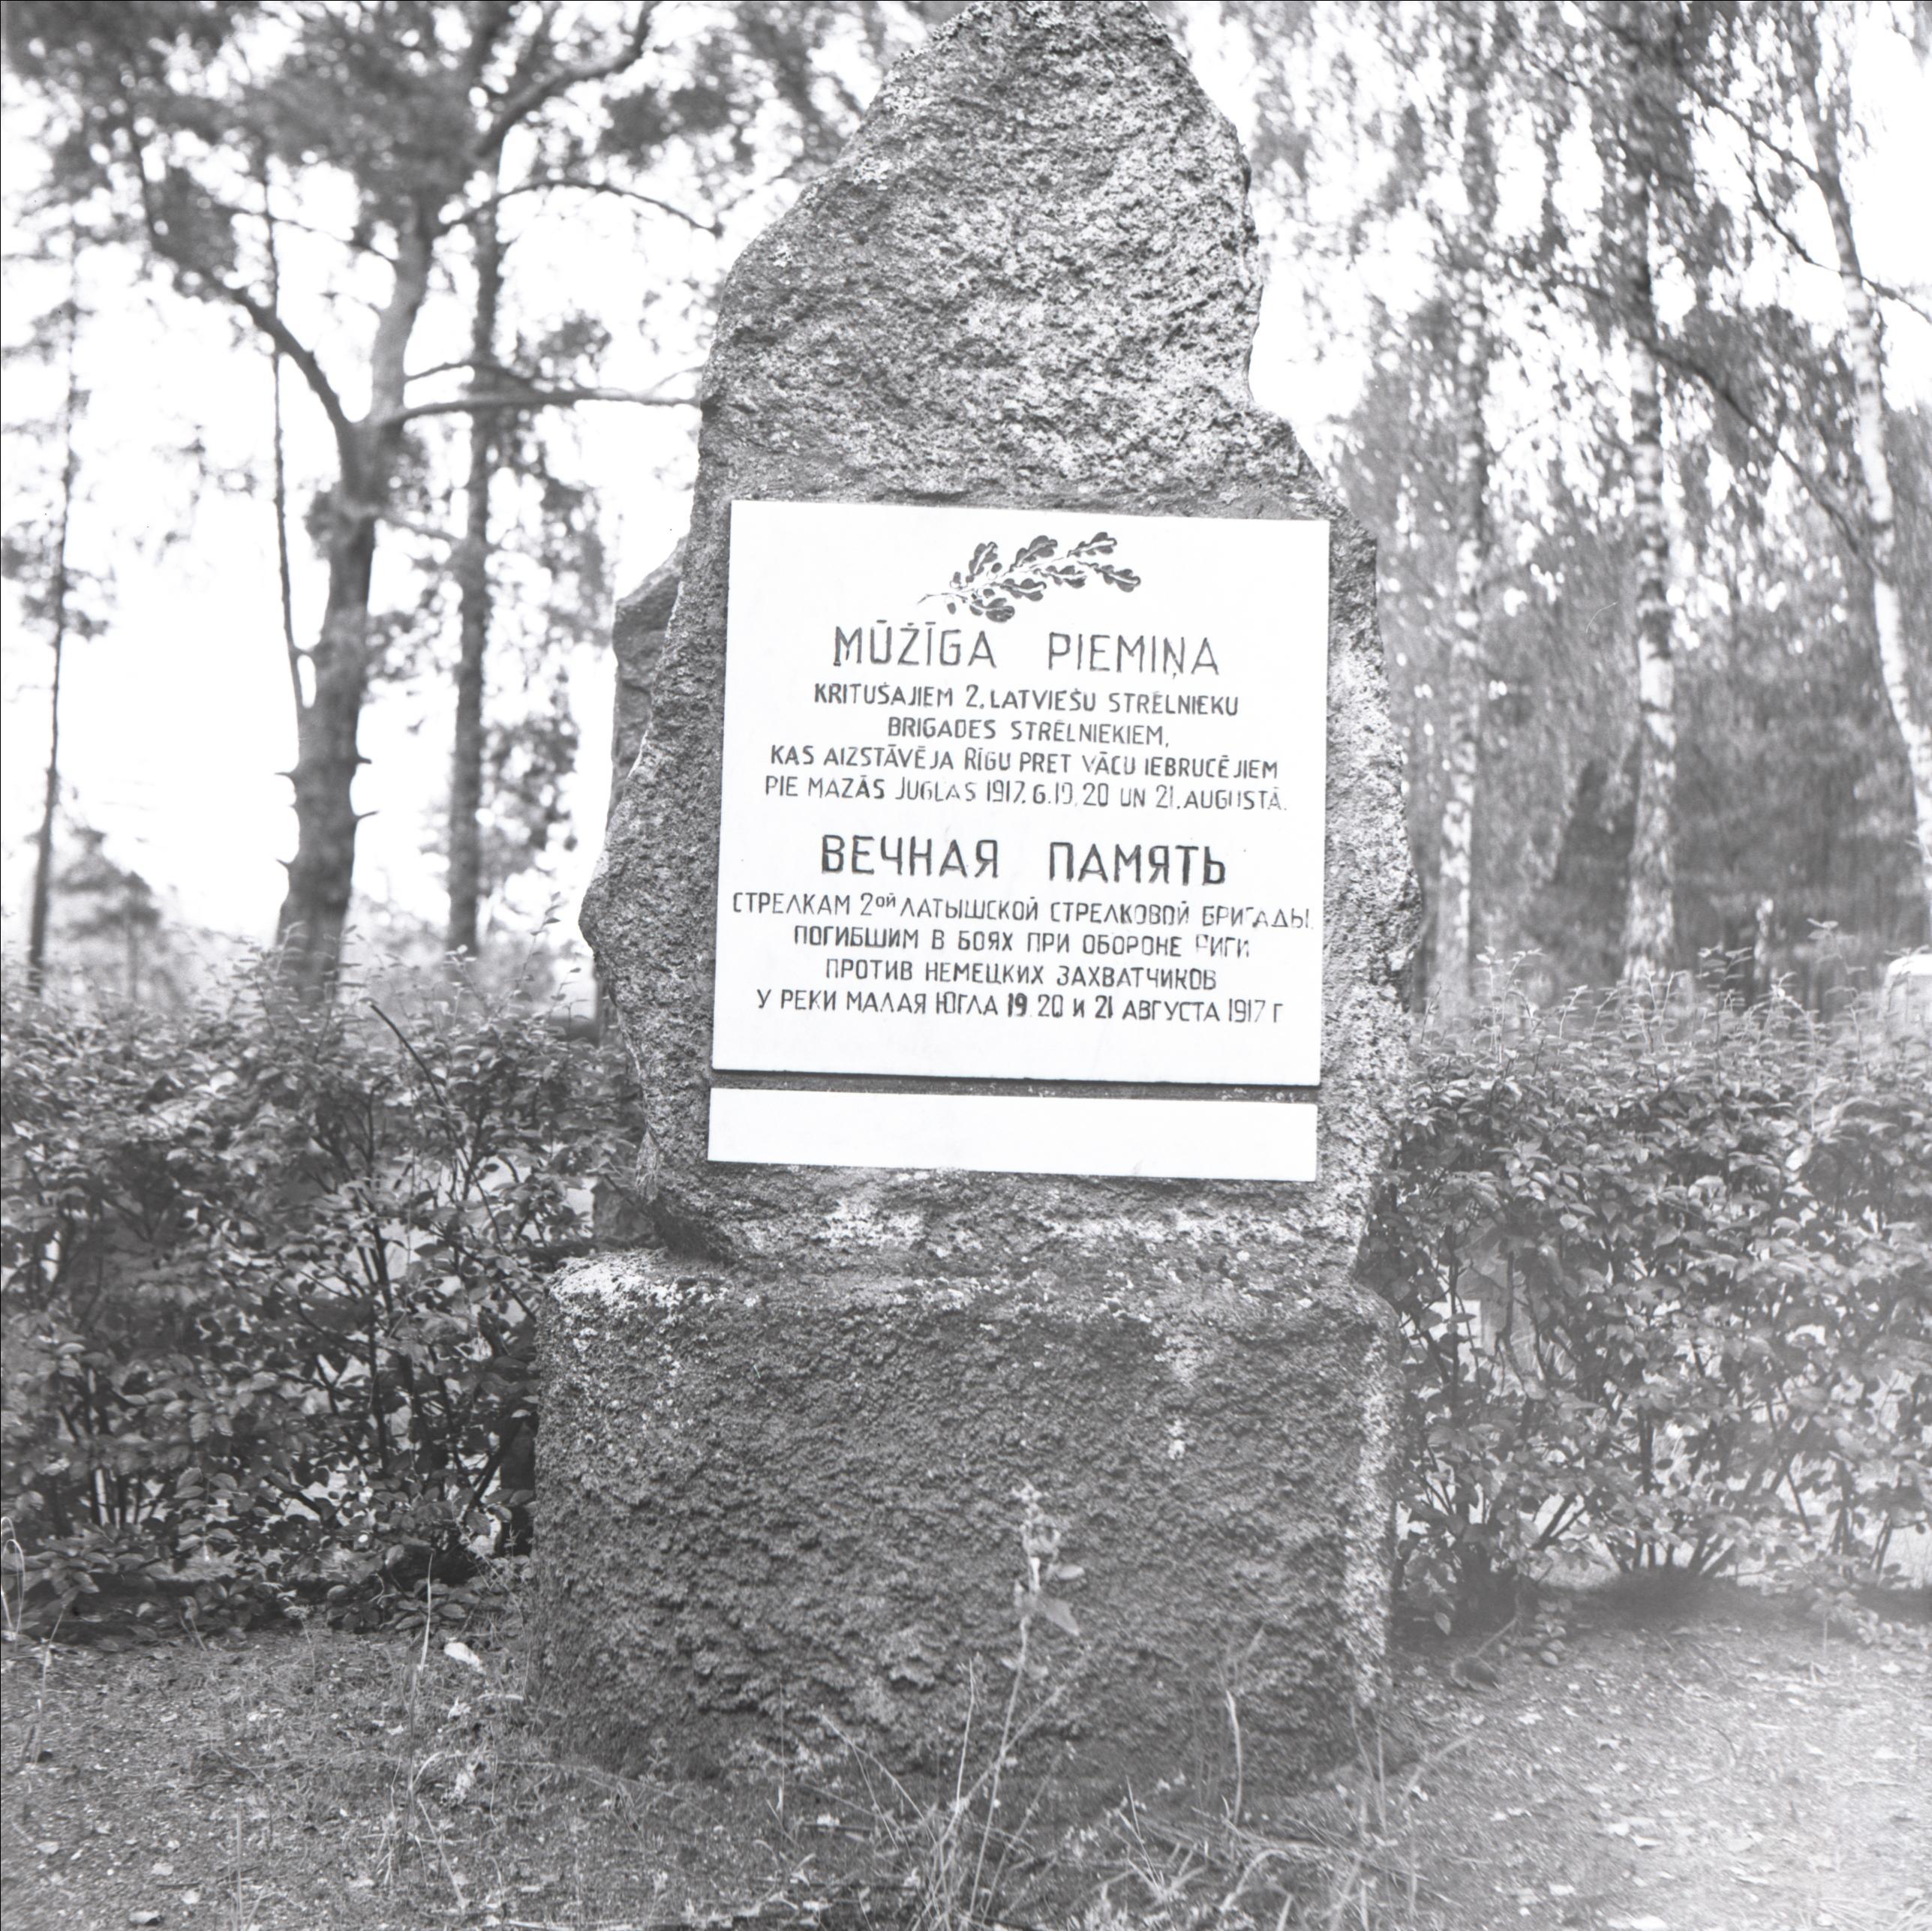 MŪŽĪGA PIEMIŅA
KRITUŠAJIEM 2. LATVIEŠU STRĒLNIEKU
BRIGADES STRĒLNIEKIEM,
KAS AIZSTĀVĒJA RĪGU PRET VĀCU IEBRUCĒJIEM
PIE MAZĀS JUGLAS 1917. G. 19. 20 UN 21. AUGUSTĀ.
ВЕЧНАЯ ПАМЯТЬ
СТРЕЛКАМ 2ОЙ ЛАТЫШСКОЙ СТРЕЛКОВОЙ БРИГАДЫ,
ПОГИБШИМ В БОЯХ ПРИ ОБОРОНЕ РИГИ
ПРОТИВ НЕМЕЦКИХ ЗАХВАТЧИКОВ
У РЕКИ МАЛАЯ ЮГЛА 19. 20 И 21 АВГУСТА 1917 Г